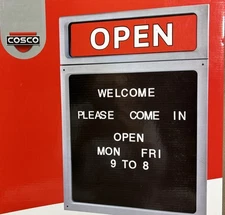 OPEN
COSCO
WELCOME
PLEASE COME IN
OPEN
MON FRI
9 TO 8